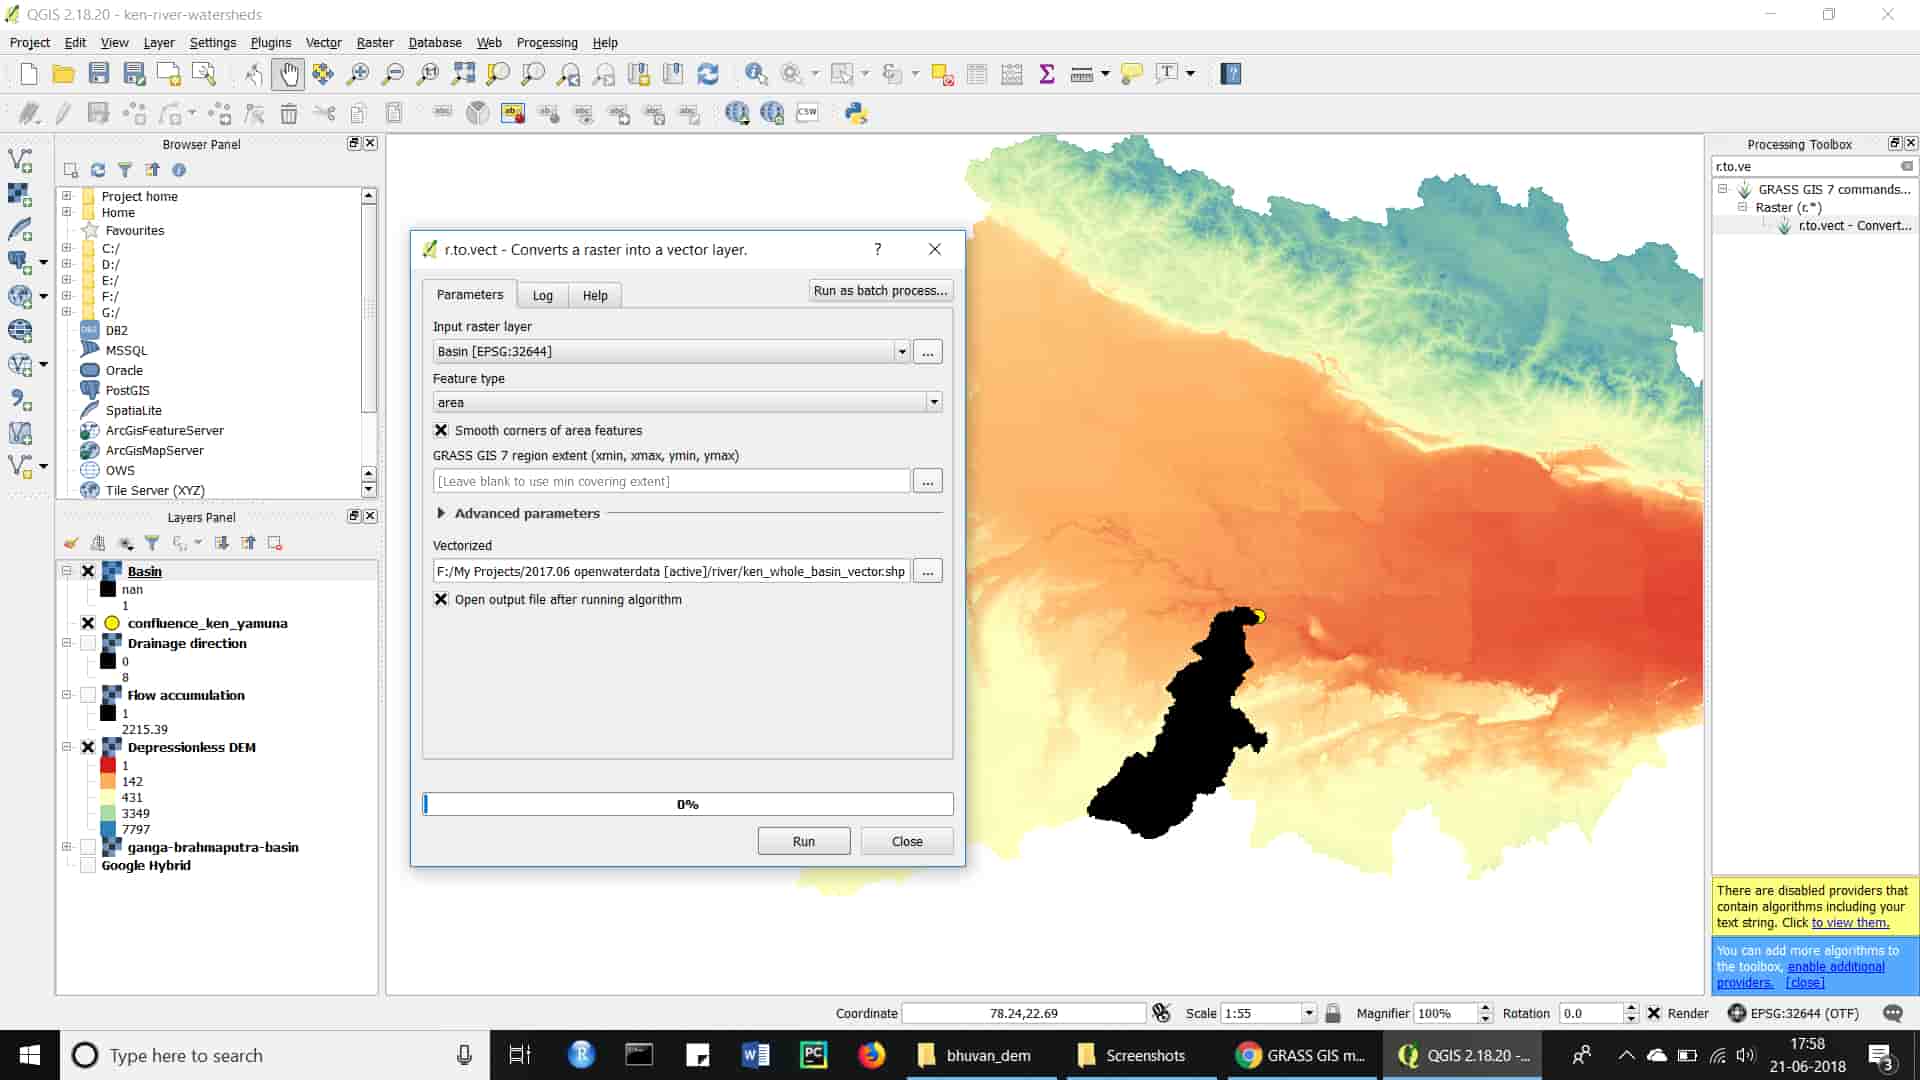 QGIS 2.18.20 - ken-river-watersheds
Project Edit View Layer Settings Plugins Vector Raster Database Web Processing Help
Browser Panel
Project home
Home
Favourites
C:/
D:/
E:/
F:/
G:/
DB2
MSSQL
Oracle
PostGIS
SpatiaLite
ArcGisFeatureServer
ArcGisMapServer
OWS
Tile Server (XYZ)
Layers Panel
Basin
nan
1
confluence_ken_yamuna
Drainage direction
0
8
Flow accumulation
1
2215.39
Depressionless DEM
1
142
431
3349
7797
ganga-brahmaputra-basin
Google Hybrid
r.to.vect - Converts a raster into a vector layer.
Parameters Log Help Run as batch process...
Input raster layer
Basin [EPSG:32644]
Feature type
area
Smooth corners of area features
GRASS GIS 7 region extent (xmin, xmax, ymin, ymax)
[Leave blank to use min covering extent]
Advanced parameters
Vectorized
F:/My Projects/2017.06 openwaterdata [active]/river/ken_whole_basin_vector.shp
Open output file after running algorithm
0%
Run Close
Processing Toolbox
r.to.ve
GRASS GIS 7 commands...
Raster (r.*)
r.to.vect - Convert...
There are disabled providers that
contain algorithms including your
text string. Click to view them.
You can add more algorithms to
the toolbox, enable additional
providers. [close]
Coordinate 78.24,22.69 Scale 1:55 Magnifier 100% Rotation 0.0 Render EPSG:32644 (OTF)
Type here to search
bhuvan_dem
Screenshots
GRASS GIS m...
QGIS 2.18.20 -...
17:58
21-06-2018
3